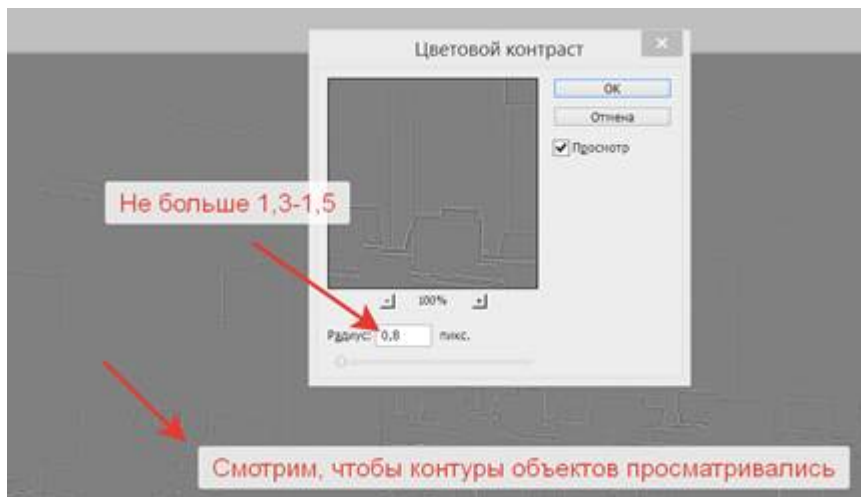 Цветовой контраст
OK
Отмена
Просмотр
Не больше 1,3-1,5
- 100% +
Радиус: 0,8 пикс.
Смотрим, чтобы контуры объектов просматривались